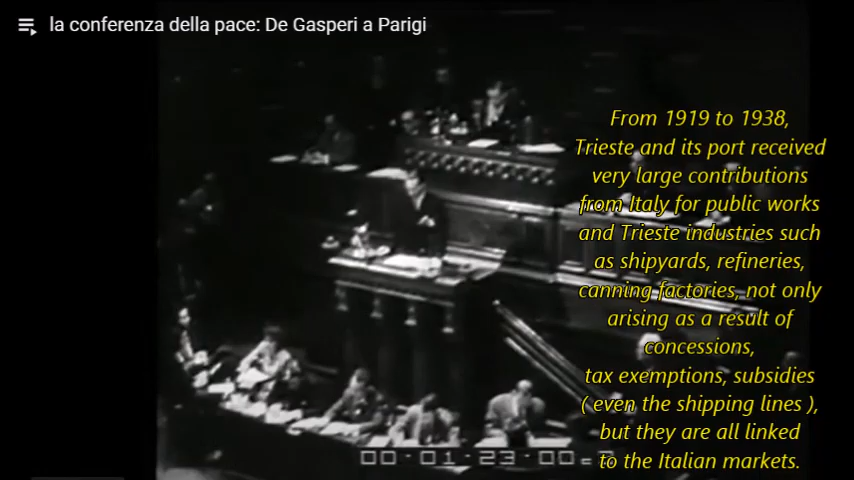 la conferenza della pace: De Gasperi a Parigi
From 1919 to 1938,
Trieste and its port received
very large contributions
from Italy for public works
and Trieste industries such
as shipyards, refineries,
canning factories, not only
arising as a result of
concessions,
tax exemptions, subsidies
( even the shipping lines ),
but they are all linked
to the Italian markets.
00-01-23-00